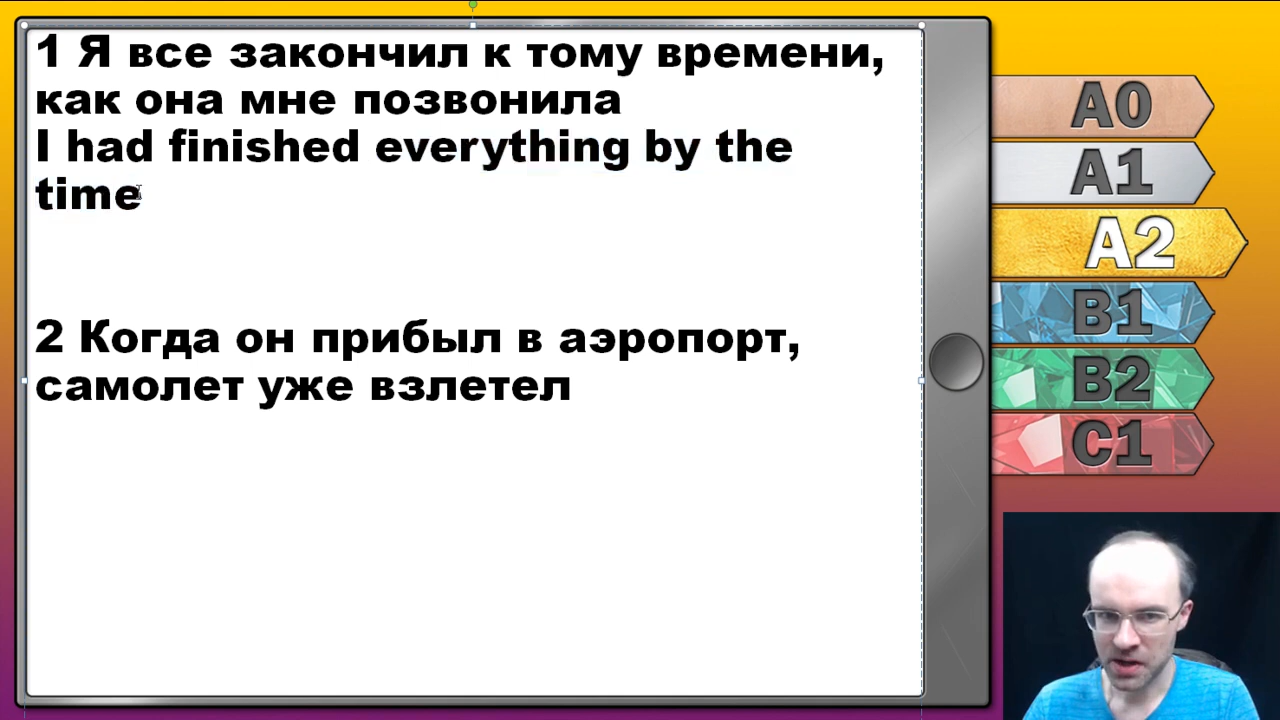 1 Я все закончил к тому времени,
как она мне позвонила
I had finished everything by the
time
2 Когда он прибыл в аэропорт,
самолет уже взлетел
A0
A1
A2
B1
B2
C1